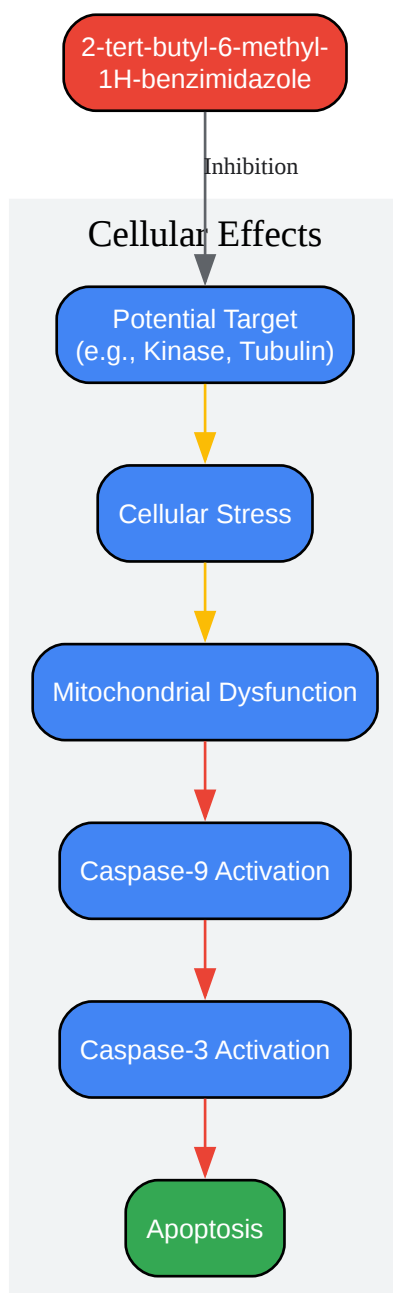 2-tert-butyl-6-methyl-
1H-benzimidazole
Inhibition
Cellular Effects
Potential Target
(e.g., Kinase, Tubulin)
Cellular Stress
Mitochondrial Dysfunction
Caspase-9 Activation
Caspase-3 Activation
Apoptosis